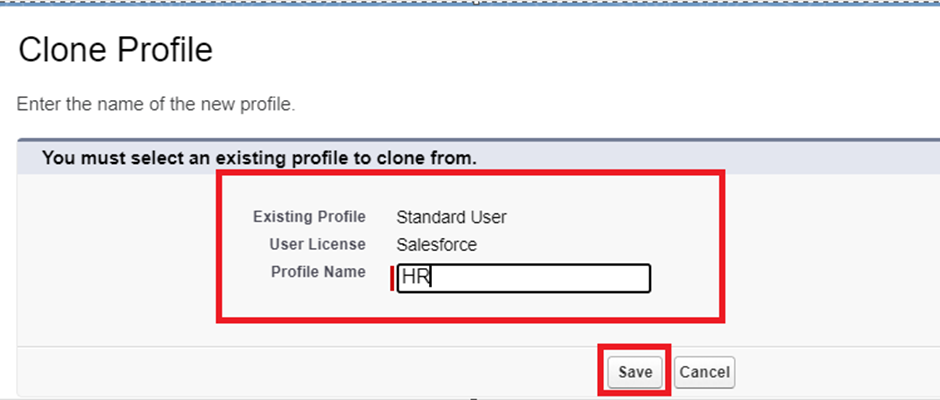 Clone Profile
Enter the name of the new profile.
You must select an existing profile to clone from.
Existing Profile Standard User
User License Salesforce
Profile Name HR
Save Cancel